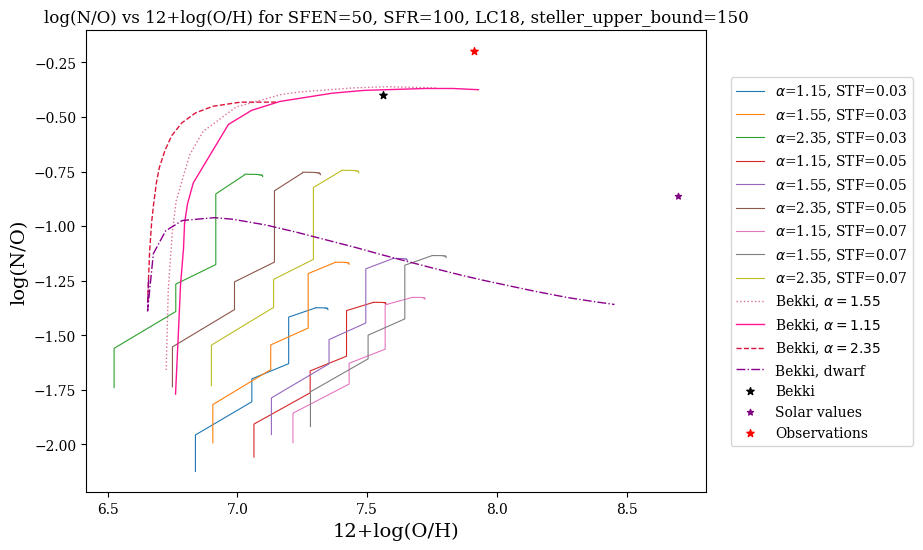 log(N/O) vs 12+log(O/H) for SFEN=50, SFR=100, LC18, steller_upper_bound=150
−0.25
−0.50
−0.75
−1.00
−1.25
−1.50
−1.75
−2.00
log(N/O)
6.5 7.0 7.5 8.0 8.5
12+log(O/H)
α=1.15, STF=0.03
α=1.55, STF=0.03
α=2.35, STF=0.03
α=1.15, STF=0.05
α=1.55, STF=0.05
α=2.35, STF=0.05
α=1.15, STF=0.07
α=1.55, STF=0.07
α=2.35, STF=0.07
Bekki, α = 1.55
Bekki, α = 1.15
Bekki, α = 2.35
Bekki, dwarf
Bekki
Solar values
Observations